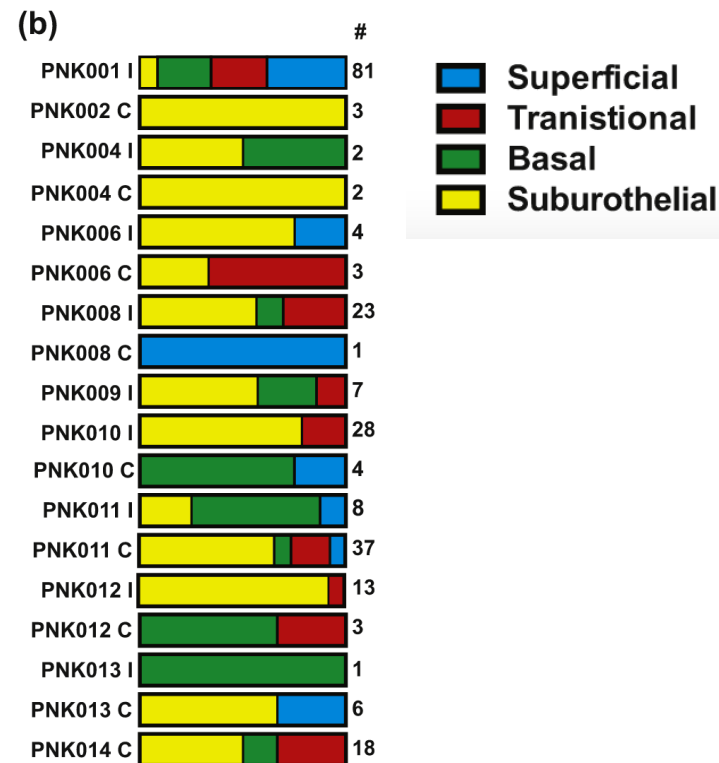 (b)
#
PNK001 I 81
PNK002 C 3
PNK004 I 2
PNK004 C 2
PNK006 I 4
PNK006 C 3
PNK008 I 23
PNK008 C 1
PNK009 I 7
PNK010 I 28
PNK010 C 4
PNK011 I 8
PNK011 C 37
PNK012 I 13
PNK012 C 3
PNK013 I 1
PNK013 C 6
PNK014 C 18
Superficial
Tranistional
Basal
Suburothelial